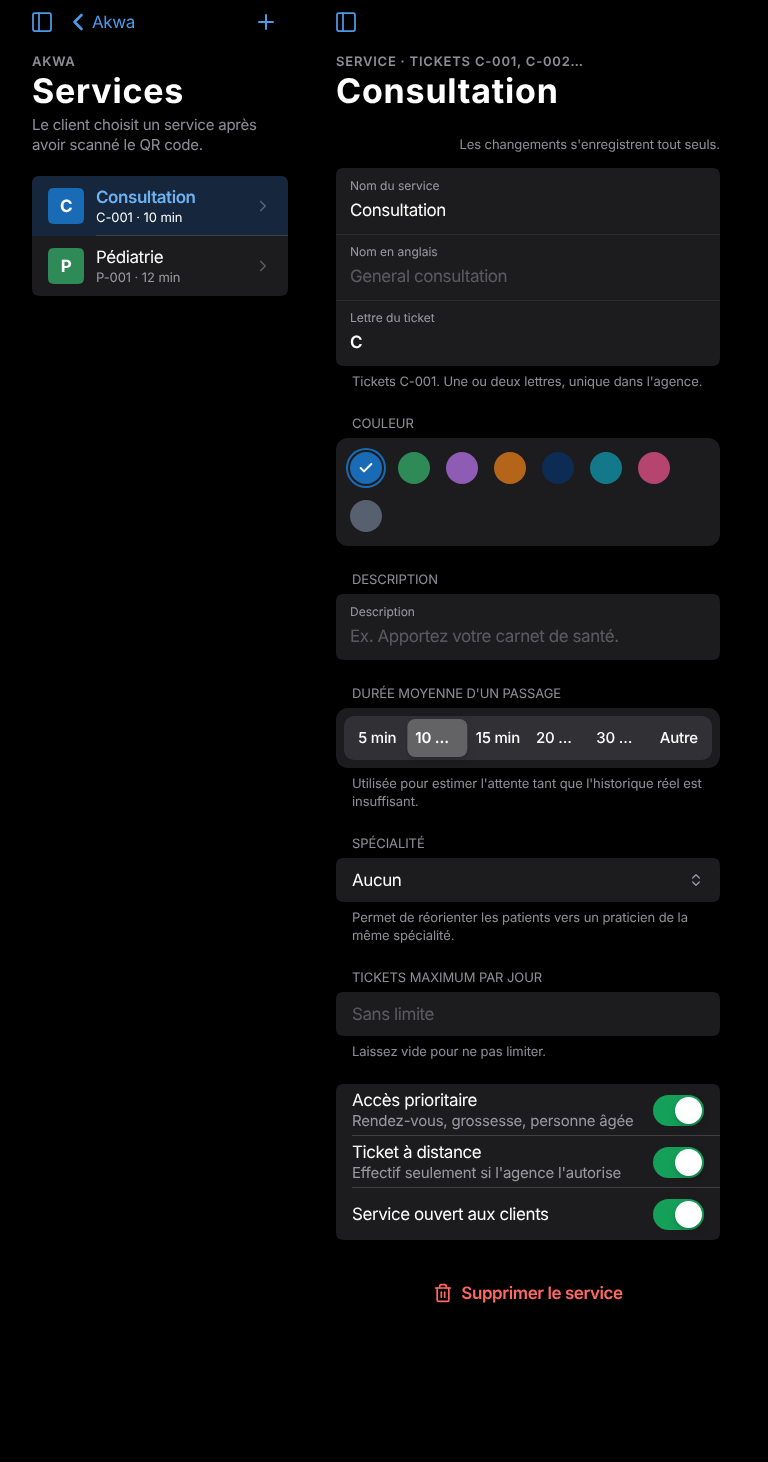 Akwa
AKWA
Services
Le client choisit un service après
avoir scanné le QR code.
C
Consultation
C-001 · 10 min
P
Pédiatrie
P-001 · 12 min
SERVICE · TICKETS C-001, C-002...
Consultation
Les changements s'enregistrent tout seuls.
Nom du service
Consultation
Nom en anglais
General consultation
Lettre du ticket
C
Tickets C-001. Une ou deux lettres, unique dans l'agence.
COULEUR
DESCRIPTION
Description
Ex. Apportez votre carnet de santé.
DURÉE MOYENNE D'UN PASSAGE
5 min 10 ... 15 min 20 ... 30 ... Autre
Utilisée pour estimer l'attente tant que l'historique réel est
insuffisant.
SPÉCIALITÉ
Aucun
Permet de réorienter les patients vers un praticien de la
même spécialité.
TICKETS MAXIMUM PAR JOUR
Sans limite
Laissez vide pour ne pas limiter.
Accès prioritaire
Rendez-vous, grossesse, personne âgée
Ticket à distance
Effectif seulement si l'agence l'autorise
Service ouvert aux clients
Supprimer le service